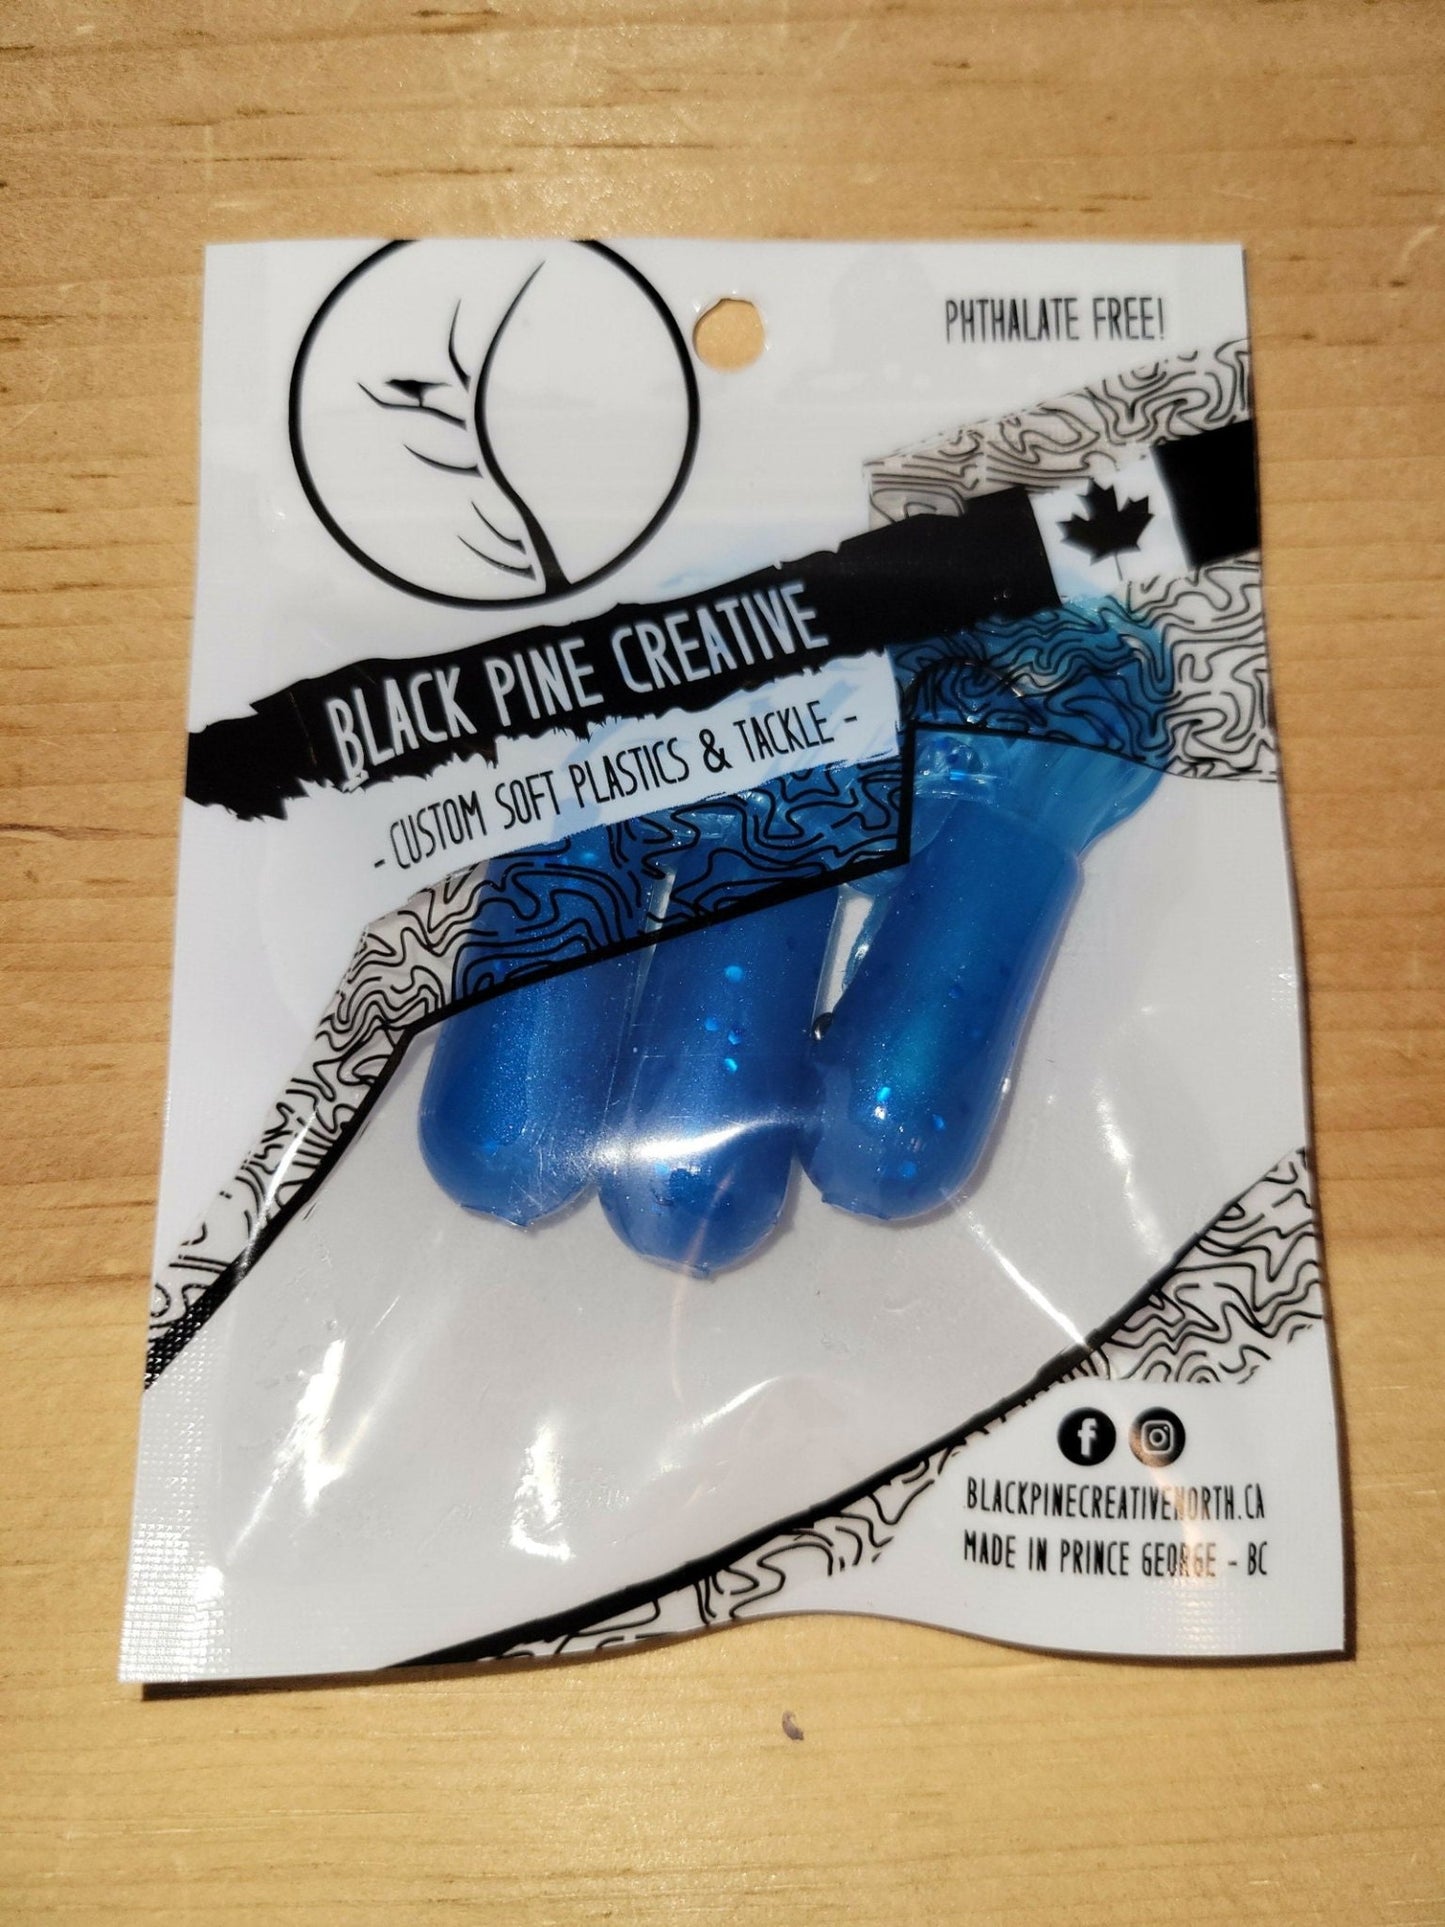 PHTHALATE FREE!
BLACK PINE CREATIVE
- CUSTOM SOFT PLASTICS & TACKLE -
BLACKPINECREATIVENORTH.CA
MADE IN PRINCE GEORGE - BC